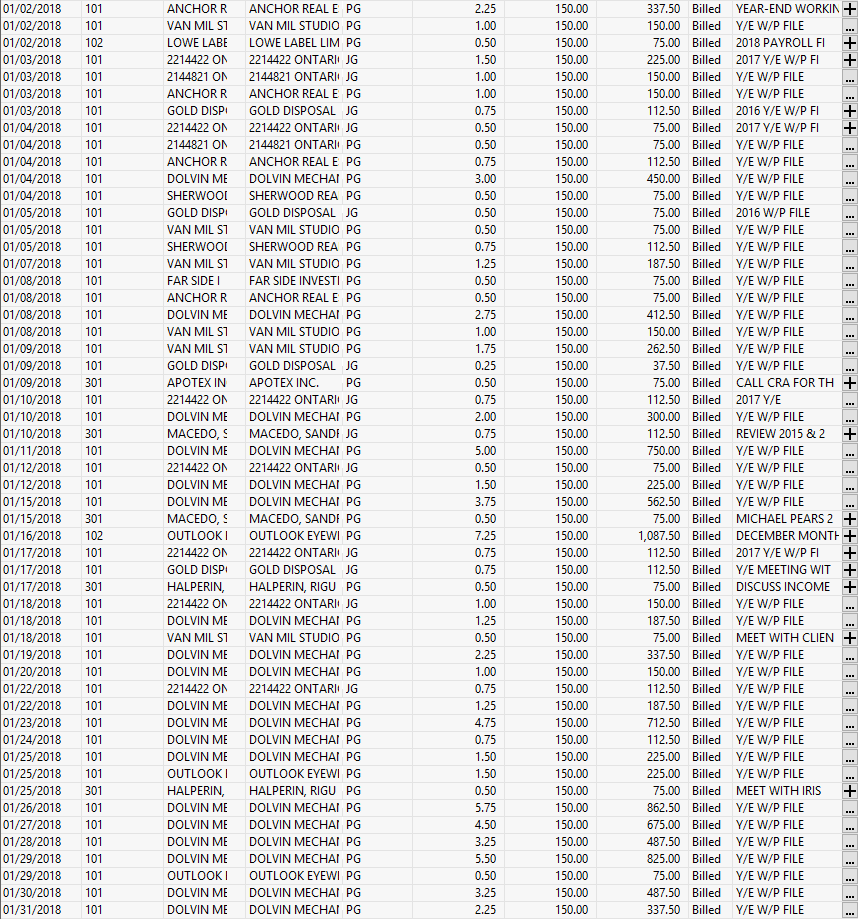 01/02/2018 101 ANCHOR R ANCHOR REAL E PG 2.25 150.00 337.50 Billed YEAR-END WORKIN +
01/02/2018 101 VAN MIL ST VAN MIL STUDIO PG 1.00 150.00 150.00 Billed Y/E W/P FILE ...
01/02/2018 102 LOWE LABE LOWE LABEL LIM PG 0.50 150.00 75.00 Billed 2018 PAYROLL FI +
01/03/2018 101 2214422 ON 2214422 ONTARI JG 1.50 150.00 225.00 Billed 2017 Y/E W/P FI +
01/03/2018 101 2144821 ON 2144821 ONTARI JG 1.00 150.00 150.00 Billed Y/E W/P FILE ...
01/03/2018 101 ANCHOR R ANCHOR REAL E PG 1.00 150.00 150.00 Billed Y/E W/P FILE ...
01/03/2018 101 GOLD DISP GOLD DISPOSAL JG 0.75 150.00 112.50 Billed 2016 Y/E W/P FI +
01/04/2018 101 2214422 ON 2214422 ONTARI JG 0.50 150.00 75.00 Billed 2017 Y/E W/P FI +
01/04/2018 101 2144821 ON 2144821 ONTARI PG 0.50 150.00 75.00 Billed Y/E W/P FILE ...
01/04/2018 101 ANCHOR R ANCHOR REAL E PG 0.75 150.00 112.50 Billed Y/E W/P FILE ...
01/04/2018 101 DOLVIN ME DOLVIN MECHAN PG 3.00 150.00 450.00 Billed Y/E W/P FILE ...
01/04/2018 101 SHERWOOD SHERWOOD REA PG 0.50 150.00 75.00 Billed Y/E W/P FILE ...
01/05/2018 101 GOLD DISP GOLD DISPOSAL JG 0.50 150.00 75.00 Billed 2016 W/P FILE ...
01/05/2018 101 VAN MIL ST VAN MIL STUDIO PG 0.50 150.00 75.00 Billed Y/E W/P FILE ...
01/05/2018 101 SHERWOOD SHERWOOD REA PG 0.75 150.00 112.50 Billed Y/E W/P FILE ...
01/07/2018 101 VAN MIL ST VAN MIL STUDIO PG 1.25 150.00 187.50 Billed Y/E W/P FILE ...
01/08/2018 101 FAR SIDE I FAR SIDE INVESTI PG 0.50 150.00 75.00 Billed Y/E W/P FILE ...
01/08/2018 101 ANCHOR R ANCHOR REAL E PG 0.50 150.00 75.00 Billed Y/E W/P FILE ...
01/08/2018 101 DOLVIN ME DOLVIN MECHAN PG 2.75 150.00 412.50 Billed Y/E W/P FILE ...
01/08/2018 101 VAN MIL ST VAN MIL STUDIO PG 1.00 150.00 150.00 Billed Y/E W/P FILE ...
01/09/2018 101 VAN MIL ST VAN MIL STUDIO PG 1.75 150.00 262.50 Billed Y/E W/P FILE ...
01/09/2018 101 GOLD DISP GOLD DISPOSAL JG 0.25 150.00 37.50 Billed Y/E W/P FILE ...
01/09/2018 301 APOTEX IN APOTEX INC. PG 0.50 150.00 75.00 Billed CALL CRA FOR TH +
01/10/2018 101 2214422 ON 2214422 ONTARI JG 0.75 150.00 112.50 Billed 2017 Y/E ...
01/10/2018 101 DOLVIN ME DOLVIN MECHAN PG 2.00 150.00 300.00 Billed Y/E W/P FILE ...
01/10/2018 301 MACEDO, S MACEDO, SANDR JG 0.75 150.00 112.50 Billed REVIEW 2015 & 2 +
01/11/2018 101 DOLVIN ME DOLVIN MECHAN PG 5.00 150.00 750.00 Billed Y/E W/P FILE ...
01/12/2018 101 2214422 ON 2214422 ONTARI JG 0.50 150.00 75.00 Billed Y/E W/P FILE ...
01/12/2018 101 DOLVIN ME DOLVIN MECHAN PG 1.50 150.00 225.00 Billed Y/E W/P FILE ...
01/15/2018 101 DOLVIN ME DOLVIN MECHAN PG 3.75 150.00 562.50 Billed Y/E W/P FILE ...
01/15/2018 301 MACEDO, S MACEDO, SANDR PG 0.50 150.00 75.00 Billed MICHAEL PEARS 2 +
01/16/2018 102 OUTLOOK I OUTLOOK EYEWI PG 7.25 150.00 1,087.50 Billed DECEMBER MONTH +
01/17/2018 101 2214422 ON 2214422 ONTARI JG 0.75 150.00 112.50 Billed 2017 Y/E W/P FI +
01/17/2018 101 GOLD DISP GOLD DISPOSAL JG 0.75 150.00 112.50 Billed Y/E MEETING WIT +
01/17/2018 301 HALPERIN, HALPERIN, RIGU PG 0.50 150.00 75.00 Billed DISCUSS INCOME +
01/18/2018 101 2214422 ON 2214422 ONTARI JG 1.00 150.00 150.00 Billed Y/E W/P FILE ...
01/18/2018 101 DOLVIN ME DOLVIN MECHAN PG 1.25 150.00 187.50 Billed Y/E W/P FILE ...
01/18/2018 101 VAN MIL ST VAN MIL STUDIO PG 0.50 150.00 75.00 Billed MEET WITH CLIEN +
01/19/2018 101 DOLVIN ME DOLVIN MECHAN PG 2.25 150.00 337.50 Billed Y/E W/P FILE ...
01/20/2018 101 DOLVIN ME DOLVIN MECHAN PG 1.00 150.00 150.00 Billed Y/E W/P FILE ...
01/22/2018 101 2214422 ON 2214422 ONTARI JG 0.75 150.00 112.50 Billed Y/E W/P FILE ...
01/22/2018 101 DOLVIN ME DOLVIN MECHAN PG 1.25 150.00 187.50 Billed Y/E W/P FILE ...
01/23/2018 101 DOLVIN ME DOLVIN MECHAN PG 4.75 150.00 712.50 Billed Y/E W/P FILE ...
01/24/2018 101 DOLVIN ME DOLVIN MECHAN PG 0.75 150.00 112.50 Billed Y/E W/P FILE ...
01/25/2018 101 DOLVIN ME DOLVIN MECHAN PG 1.50 150.00 225.00 Billed Y/E W/P FILE ...
01/25/2018 101 OUTLOOK I OUTLOOK EYEWI PG 1.50 150.00 225.00 Billed Y/E W/P FILE ...
01/25/2018 301 HALPERIN, HALPERIN, RIGU PG 0.50 150.00 75.00 Billed MEET WITH IRIS +
01/26/2018 101 DOLVIN ME DOLVIN MECHAN PG 5.75 150.00 862.50 Billed Y/E W/P FILE ...
01/27/2018 101 DOLVIN ME DOLVIN MECHAN PG 4.50 150.00 675.00 Billed Y/E W/P FILE ...
01/28/2018 101 DOLVIN ME DOLVIN MECHAN PG 3.25 150.00 487.50 Billed Y/E W/P FILE ...
01/29/2018 101 DOLVIN ME DOLVIN MECHAN PG 5.50 150.00 825.00 Billed Y/E W/P FILE ...
01/29/2018 101 OUTLOOK I OUTLOOK EYEWI PG 0.50 150.00 75.00 Billed Y/E W/P FILE ...
01/30/2018 101 DOLVIN ME DOLVIN MECHAN PG 3.25 150.00 487.50 Billed Y/E W/P FILE ...
01/31/2018 101 DOLVIN ME DOLVIN MECHAN PG 2.25 150.00 337.50 Billed Y/E W/P FILE ...